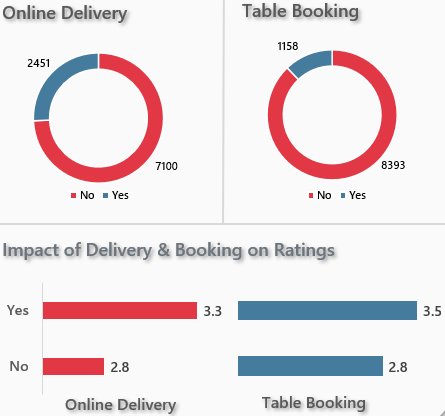 Online Delivery
2451
7100
No Yes
Table Booking
1158
8393
No Yes
Impact of Delivery & Booking on Ratings
Yes 3.3 3.5
No 2.8 2.8
Online Delivery Table Booking